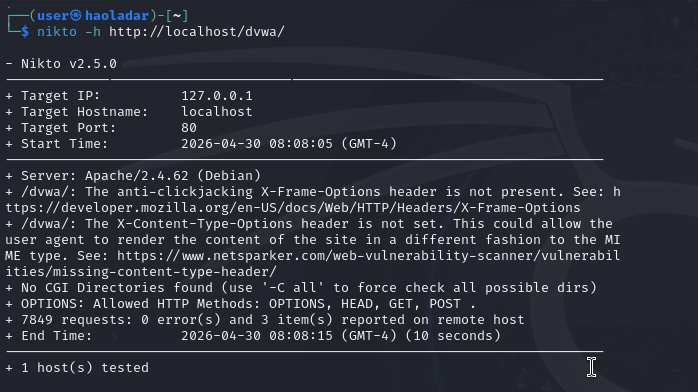 ┌──(user㉿haoladar)-[~]
└─$ nikto -h http://localhost/dvwa/
- Nikto v2.5.0
+ Target IP:          127.0.0.1
+ Target Hostname:    localhost
+ Target Port:        80
+ Start Time:         2026-04-30 08:08:05 (GMT-4)
+ Server: Apache/2.4.62 (Debian)
+ /dvwa/: The anti-clickjacking X-Frame-Options header is not present. See: h
ttps://developer.mozilla.org/en-US/docs/Web/HTTP/Headers/X-Frame-Options
+ /dvwa/: The X-Content-Type-Options header is not set. This could allow the
user agent to render the content of the site in a different fashion to the MI
ME type. See: https://www.netsparker.com/web-vulnerability-scanner/vulnerabil
ities/missing-content-type-header/
+ No CGI Directories found (use '-C all' to force check all possible dirs)
+ OPTIONS: Allowed HTTP Methods: OPTIONS, HEAD, GET, POST .
+ 7849 requests: 0 error(s) and 3 item(s) reported on remote host
+ End Time:           2026-04-30 08:08:15 (GMT-4) (10 seconds)
+ 1 host(s) tested